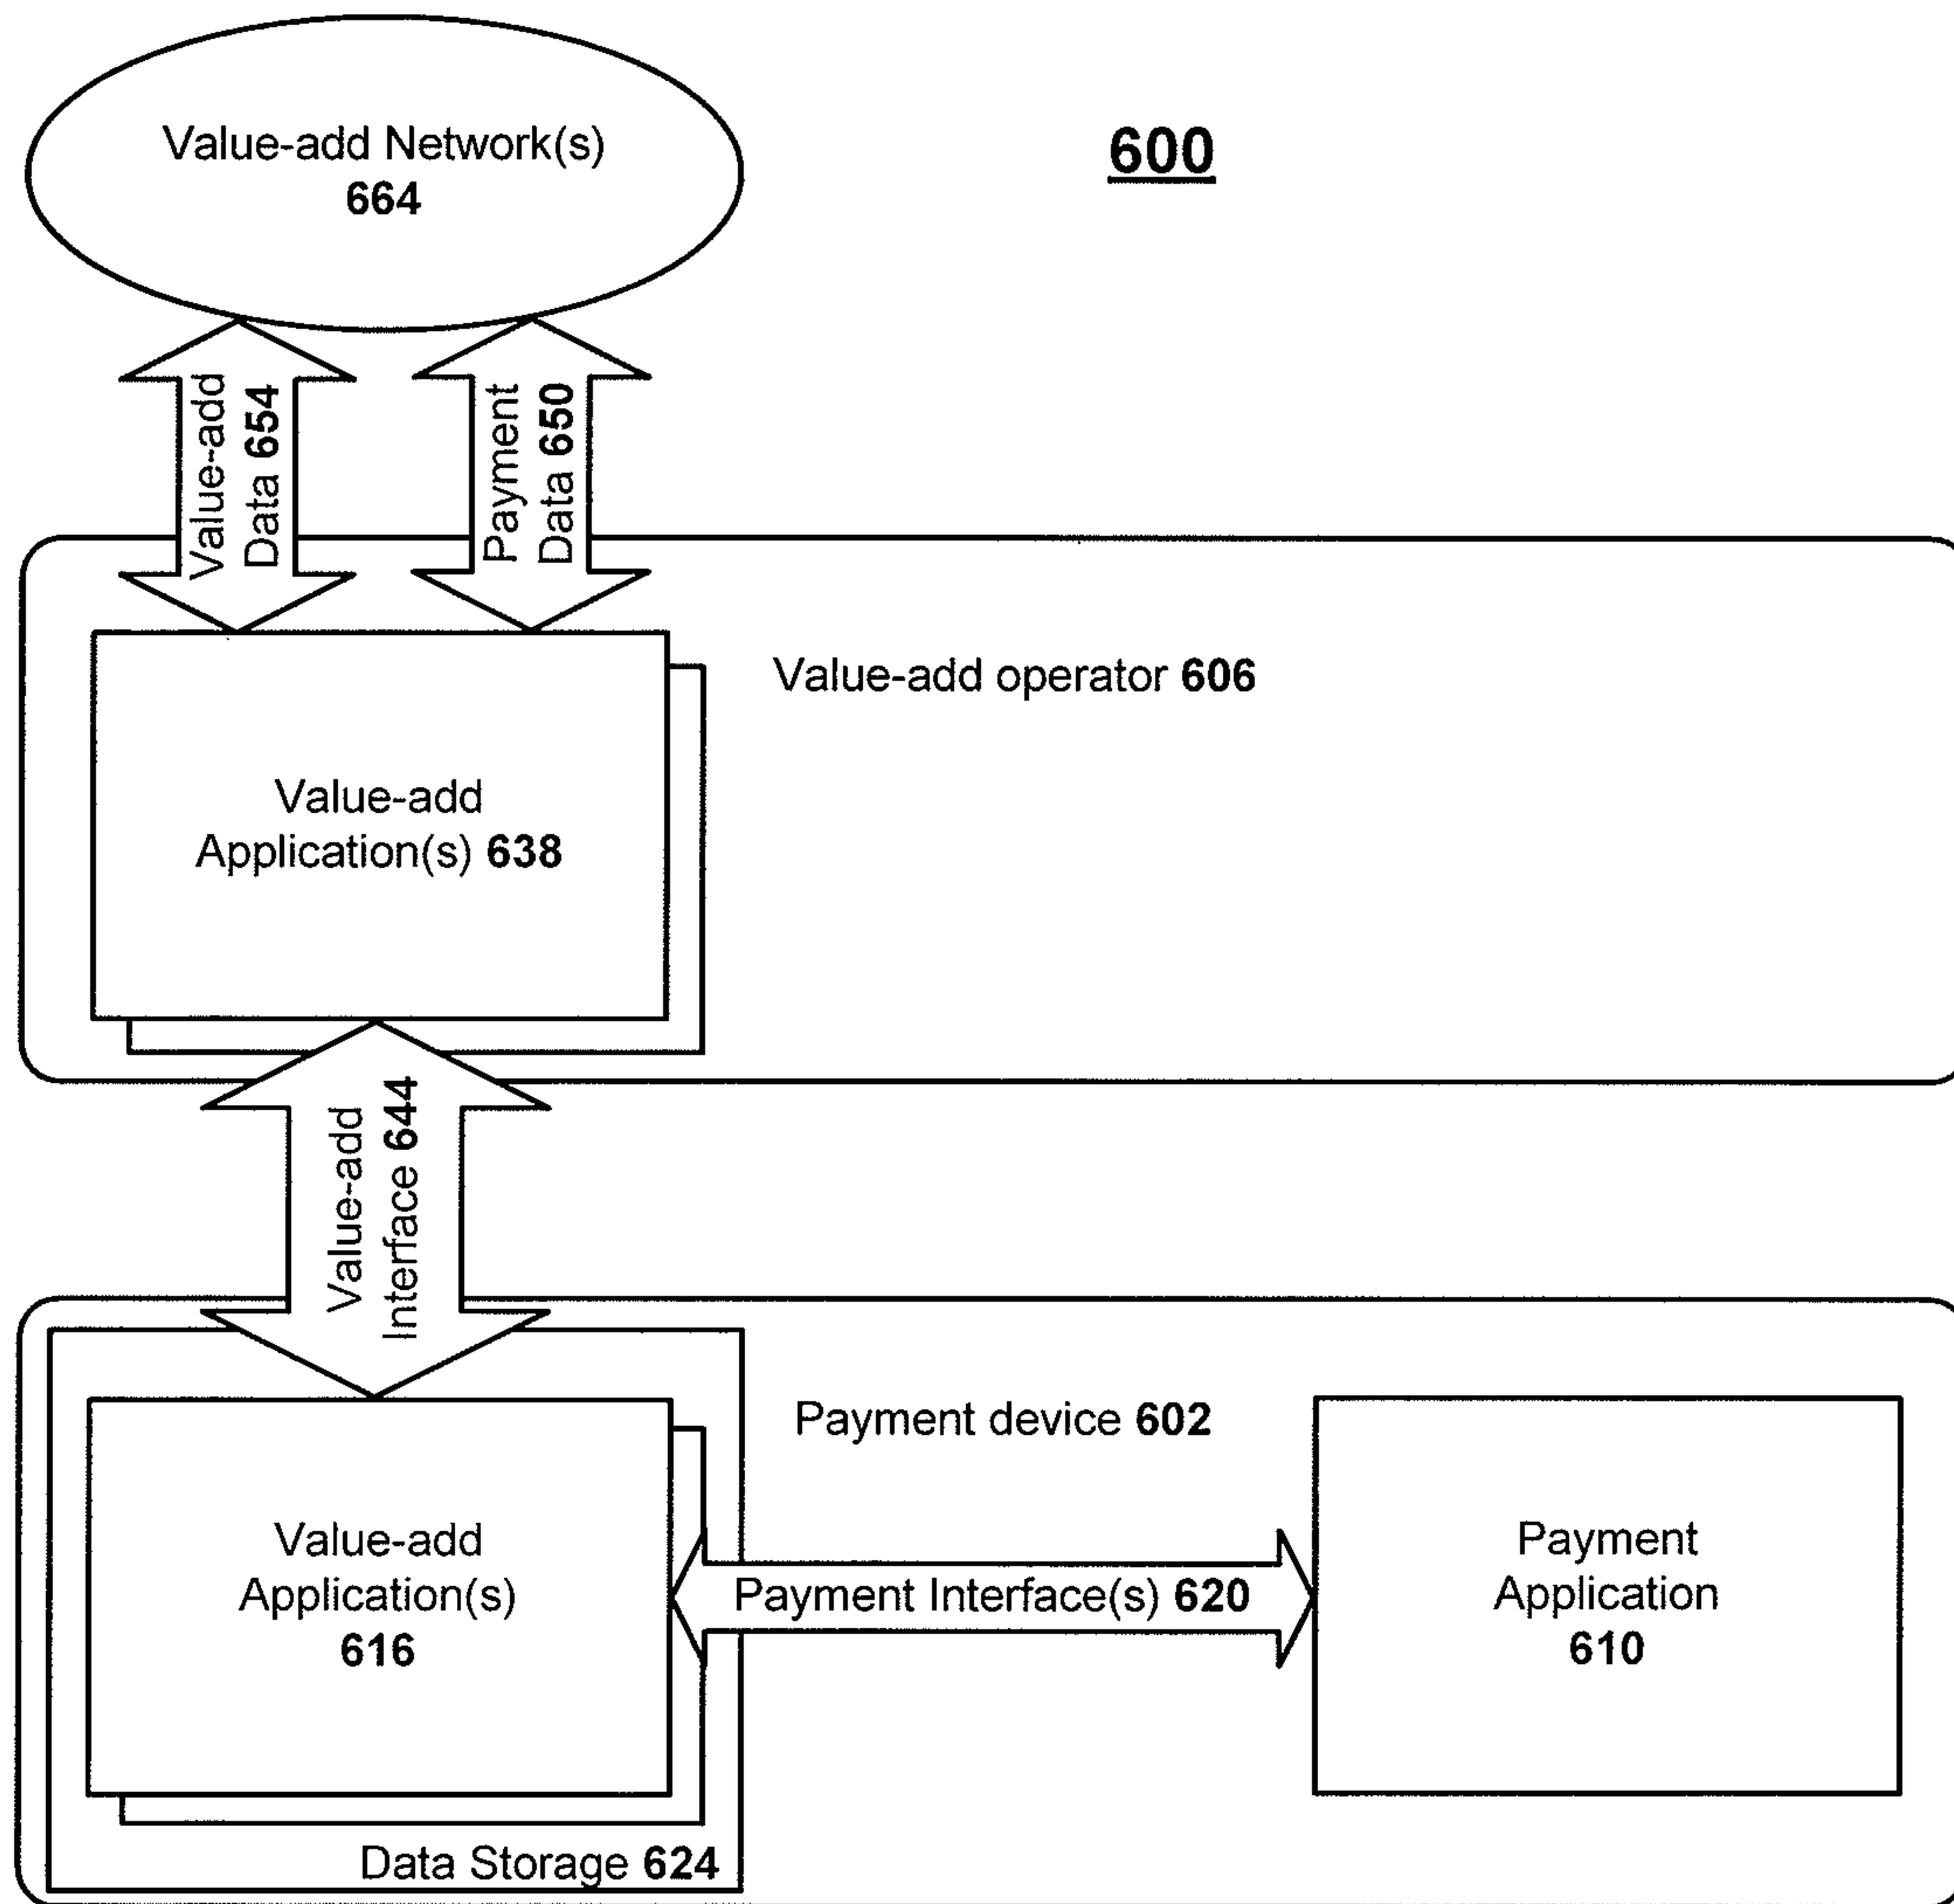 Value-add Network(s)
664
600
Value-add
Data 654
Payment
Data 650
Value-add operator 606
Value-add
Application(s) 638
Value-add
Interface 644
Payment device 602
Value-add
Application(s)
616
Payment Interface(s) 620
Payment
Application
610
Data Storage 624